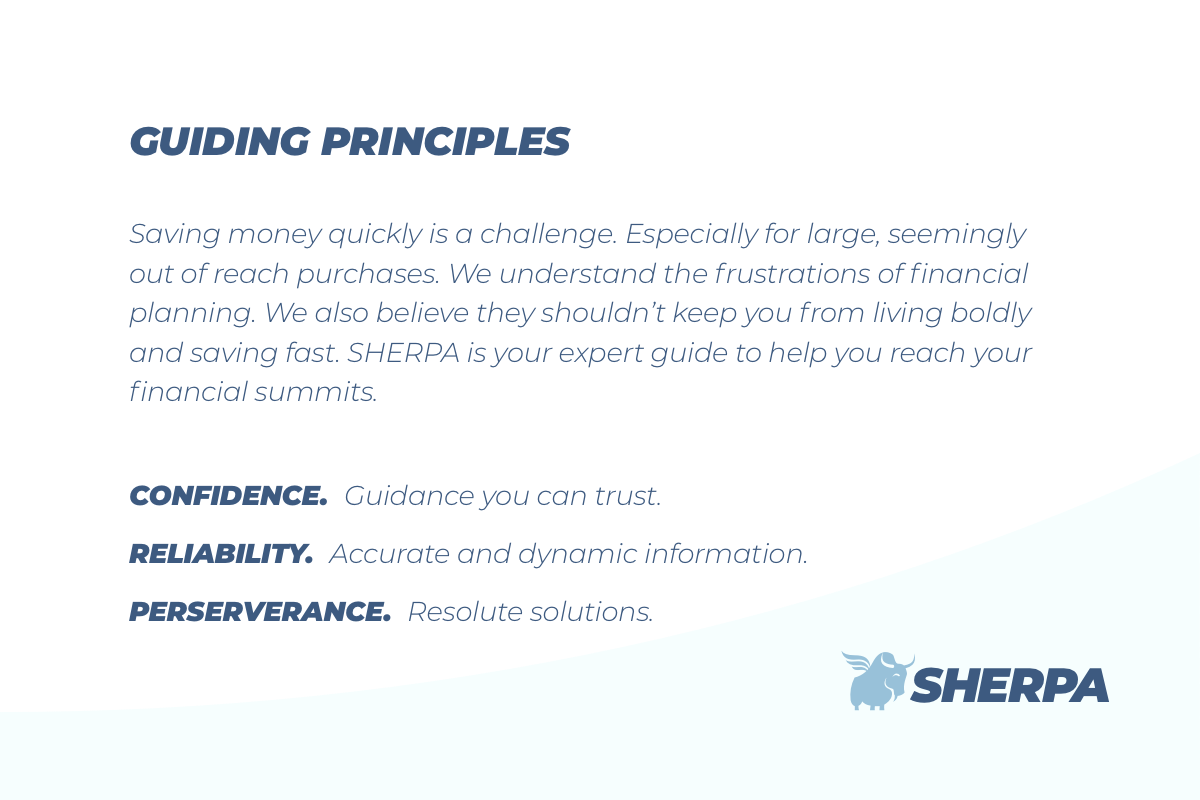 GUIDING PRINCIPLES
Saving money quickly is a challenge. Especially for large, seemingly
out of reach purchases. We understand the frustrations of financial
planning. We also believe they shouldn’t keep you from living boldly
and saving fast. SHERPA is your expert guide to help you reach your
financial summits.
CONFIDENCE. Guidance you can trust.
RELIABILITY. Accurate and dynamic information.
PERSERVERANCE. Resolute solutions.
SHERPA